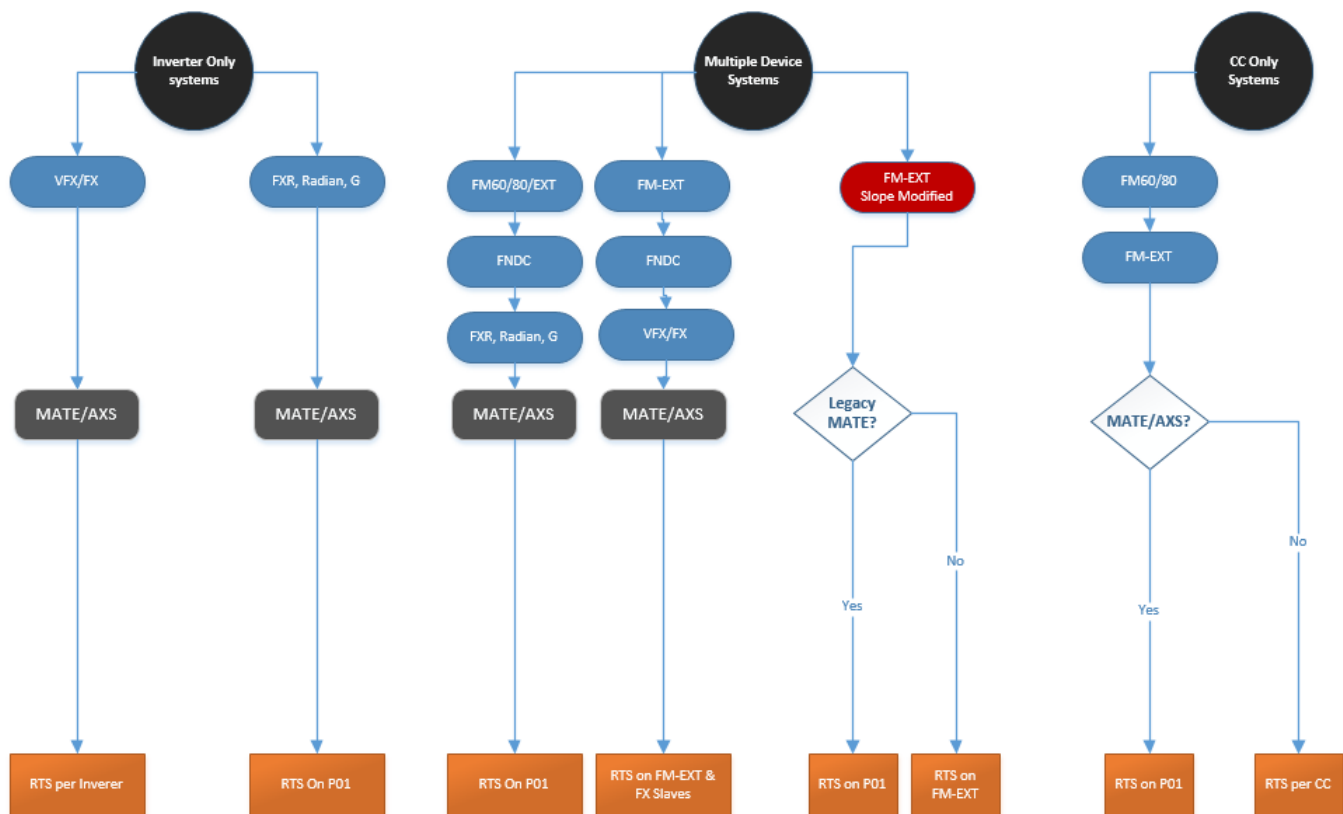 Inverter Only
systems
Multiple Device
Systems
CC Only
Systems
VFX/FX
FXR, Radian, G
FM60/80/EXT
FM-EXT
FM-EXT
Slope Modified
FM60/80
FNDC
FNDC
FM-EXT
FXR, Radian, G
VFX/FX
MATE/AXS
MATE/AXS
MATE/AXS
MATE/AXS
Legacy
MATE?
MATE/AXS?
No
No
Yes
Yes
RTS per Inverer
RTS On P01
RTS On P01
RTS on FM-EXT &
FX Slaves
RTS on P01
RTS on
FM-EXT
RTS on P01
RTS per CC